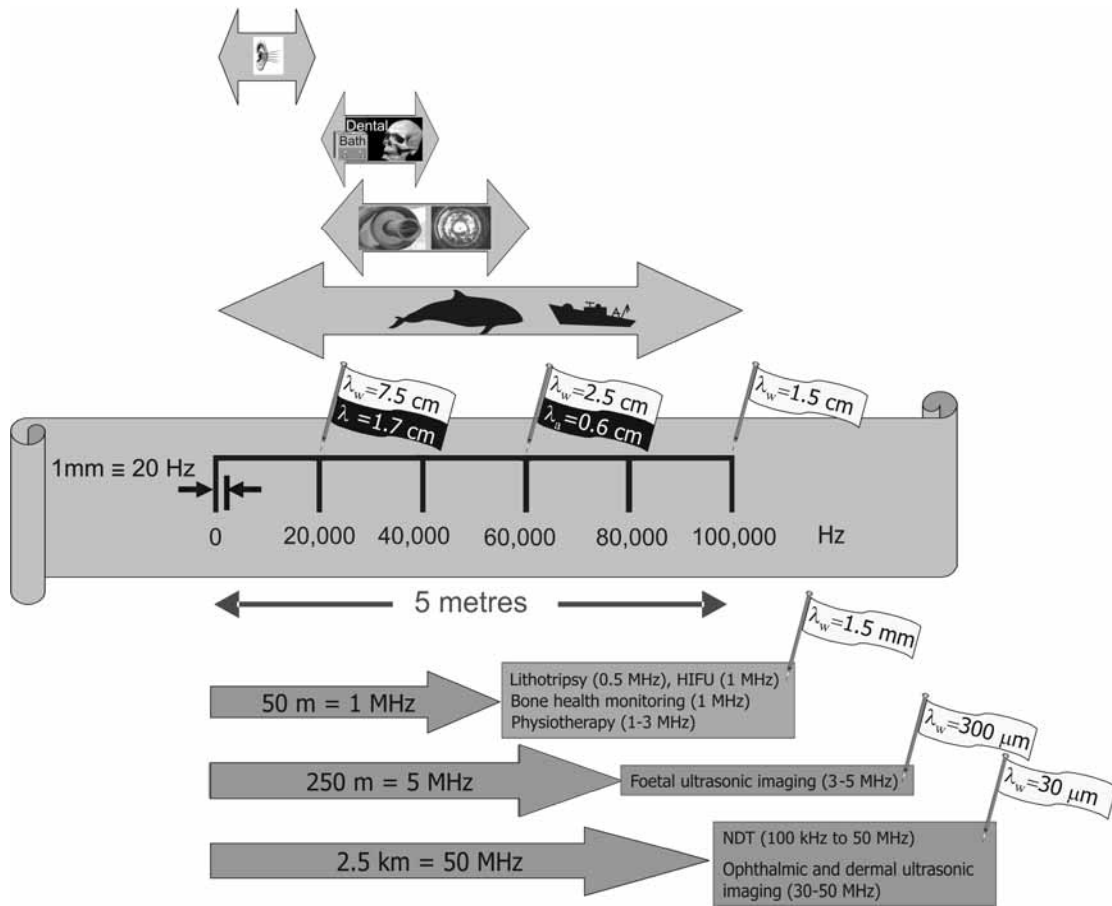 Dental
Bath
λw=7.5 cm
λ =1.7 cm
λw=2.5 cm
λa=0.6 cm
λw=1.5 cm
1mm ≡ 20 Hz
0 20,000 40,000 60,000 80,000 100,000 Hz
5 metres
λw=1.5 mm
50 m = 1 MHz
Lithotripsy (0.5 MHz), HIFU (1 MHz)
Bone health monitoring (1 MHz)
Physiotherapy (1-3 MHz)
λw=300 μm
250 m = 5 MHz
Foetal ultrasonic imaging (3-5 MHz)
λw=30 μm
2.5 km = 50 MHz
NDT (100 kHz to 50 MHz)
Ophthalmic and dermal ultrasonic
imaging (30-50 MHz)